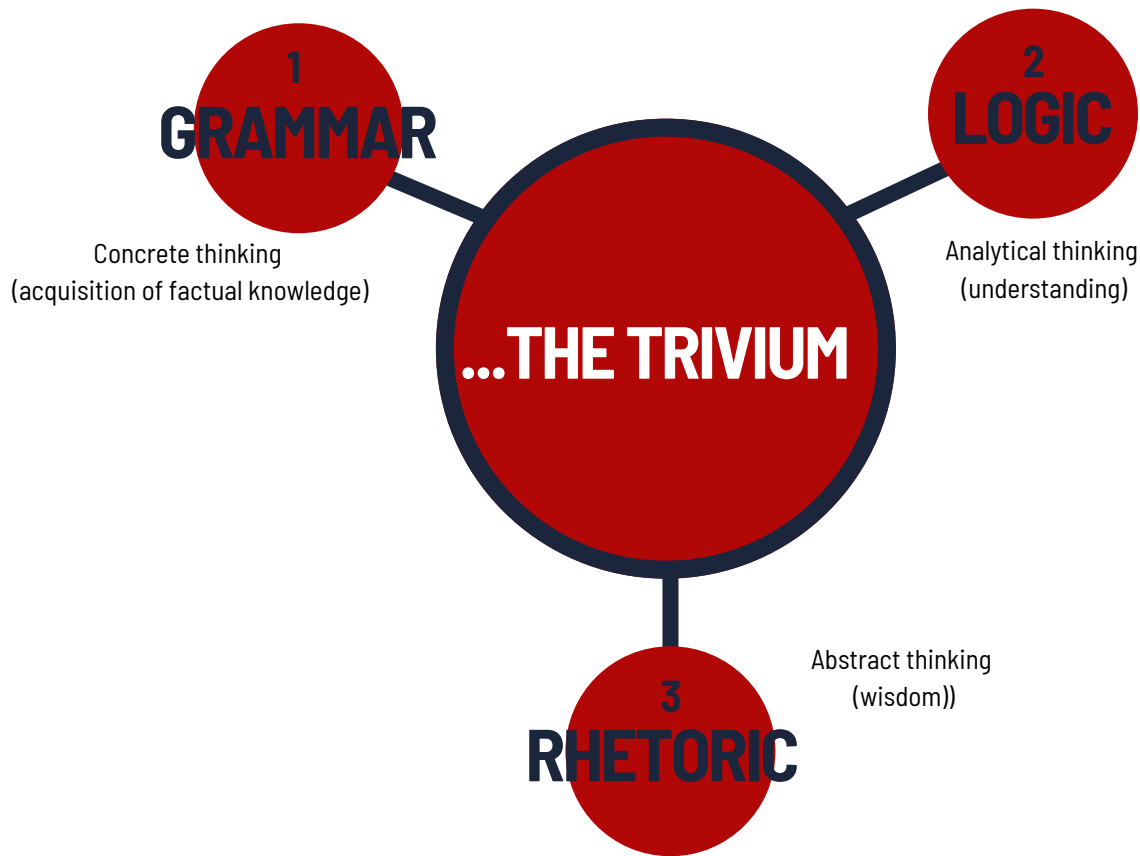 1
GRAMMAR
Concrete thinking
(acquisition of factual knowledge)
2
LOGIC
Analytical thinking
(understanding)
...THE TRIVIUM
3
RHETORIC
Abstract thinking
(wisdom))